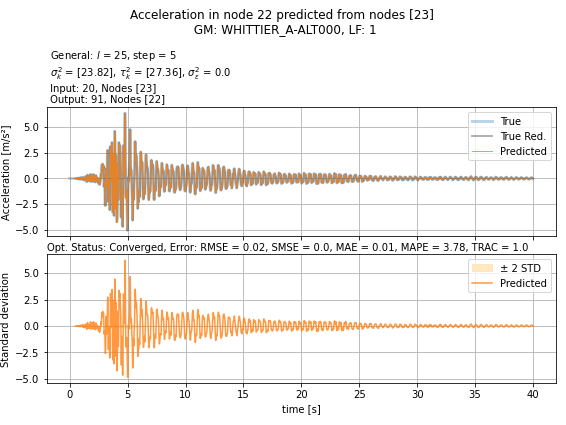 Acceleration in node 22 predicted from nodes [23]
GM: WHITTIER_A-ALT000, LF: 1
General: l = 25, step = 5
σ²ₖ = [23.82], τ²ₖ = [27.36], σ²ε = 0.0
Input: 20, Nodes [23]
Output: 91, Nodes [22]
Acceleration [m/s²]
5.0
2.5
0.0
−2.5
−5.0
True
True Red.
Predicted
Opt. Status: Converged, Error: RMSE = 0.02, SMSE = 0.0, MAE = 0.01, MAPE = 3.78, TRAC = 1.0
Standard deviation
5.0
2.5
0.0
−2.5
−5.0
± 2 STD
Predicted
0 5 10 15 20 25 30 35 40
time [s]